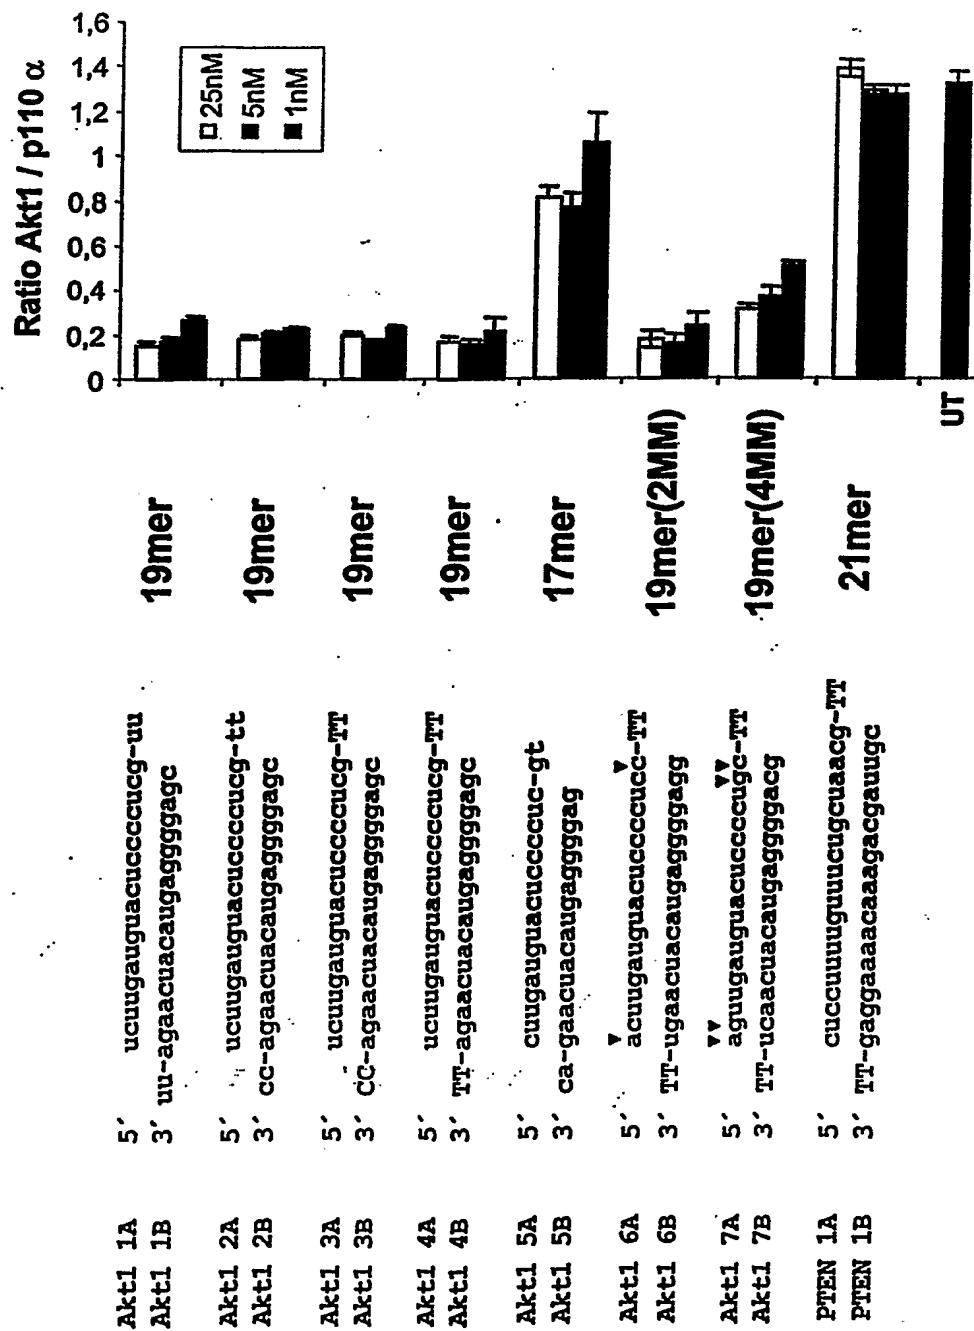 Ratio Akt1 / p110 α
1,6
1,4
1,2
1
0,8
0,6
0,4
0,2
0
25nM
5nM
1nM
Akt1 1A 5´ ucuugauguacuccccucg-uu
Akt1 1B 3´ uu-agaacuacaugaggggagc
19mer
Akt1 2A 5´ ucuugauguacuccccucg-tt
Akt1 2B 3´ cc-agaacuacaugaggggagc
19mer
Akt1 3A 5´ ucuugauguacuccccucg-TT
Akt1 3B 3´ CC-agaacuacaugaggggagc
19mer
Akt1 4A 5´ ucuugauguacuccccucg-TT
Akt1 4B 3´ TT-agaacuacaugaggggagc
19mer
Akt1 5A 5´ cuugauguacuccccuc-gt
Akt1 5B 3´ ca-gaacuacaugaggggag
17mer
Akt1 6A 5´ acuugauguacuccccucc-TT
Akt1 6B 3´ TT-ugaacuacaugaggggagg
19mer(2MM)
Akt1 7A 5´ aguugauguacuccccugc-TT
Akt1 7B 3´ TT-ucaacuacaugaggggacg
19mer(4MM)
PTEN 1A 5´ cuccuuuuguuucugcuaacg-TT
PTEN 1B 3´ TT-gaggaaaacaaagacgauugc
21mer
UT